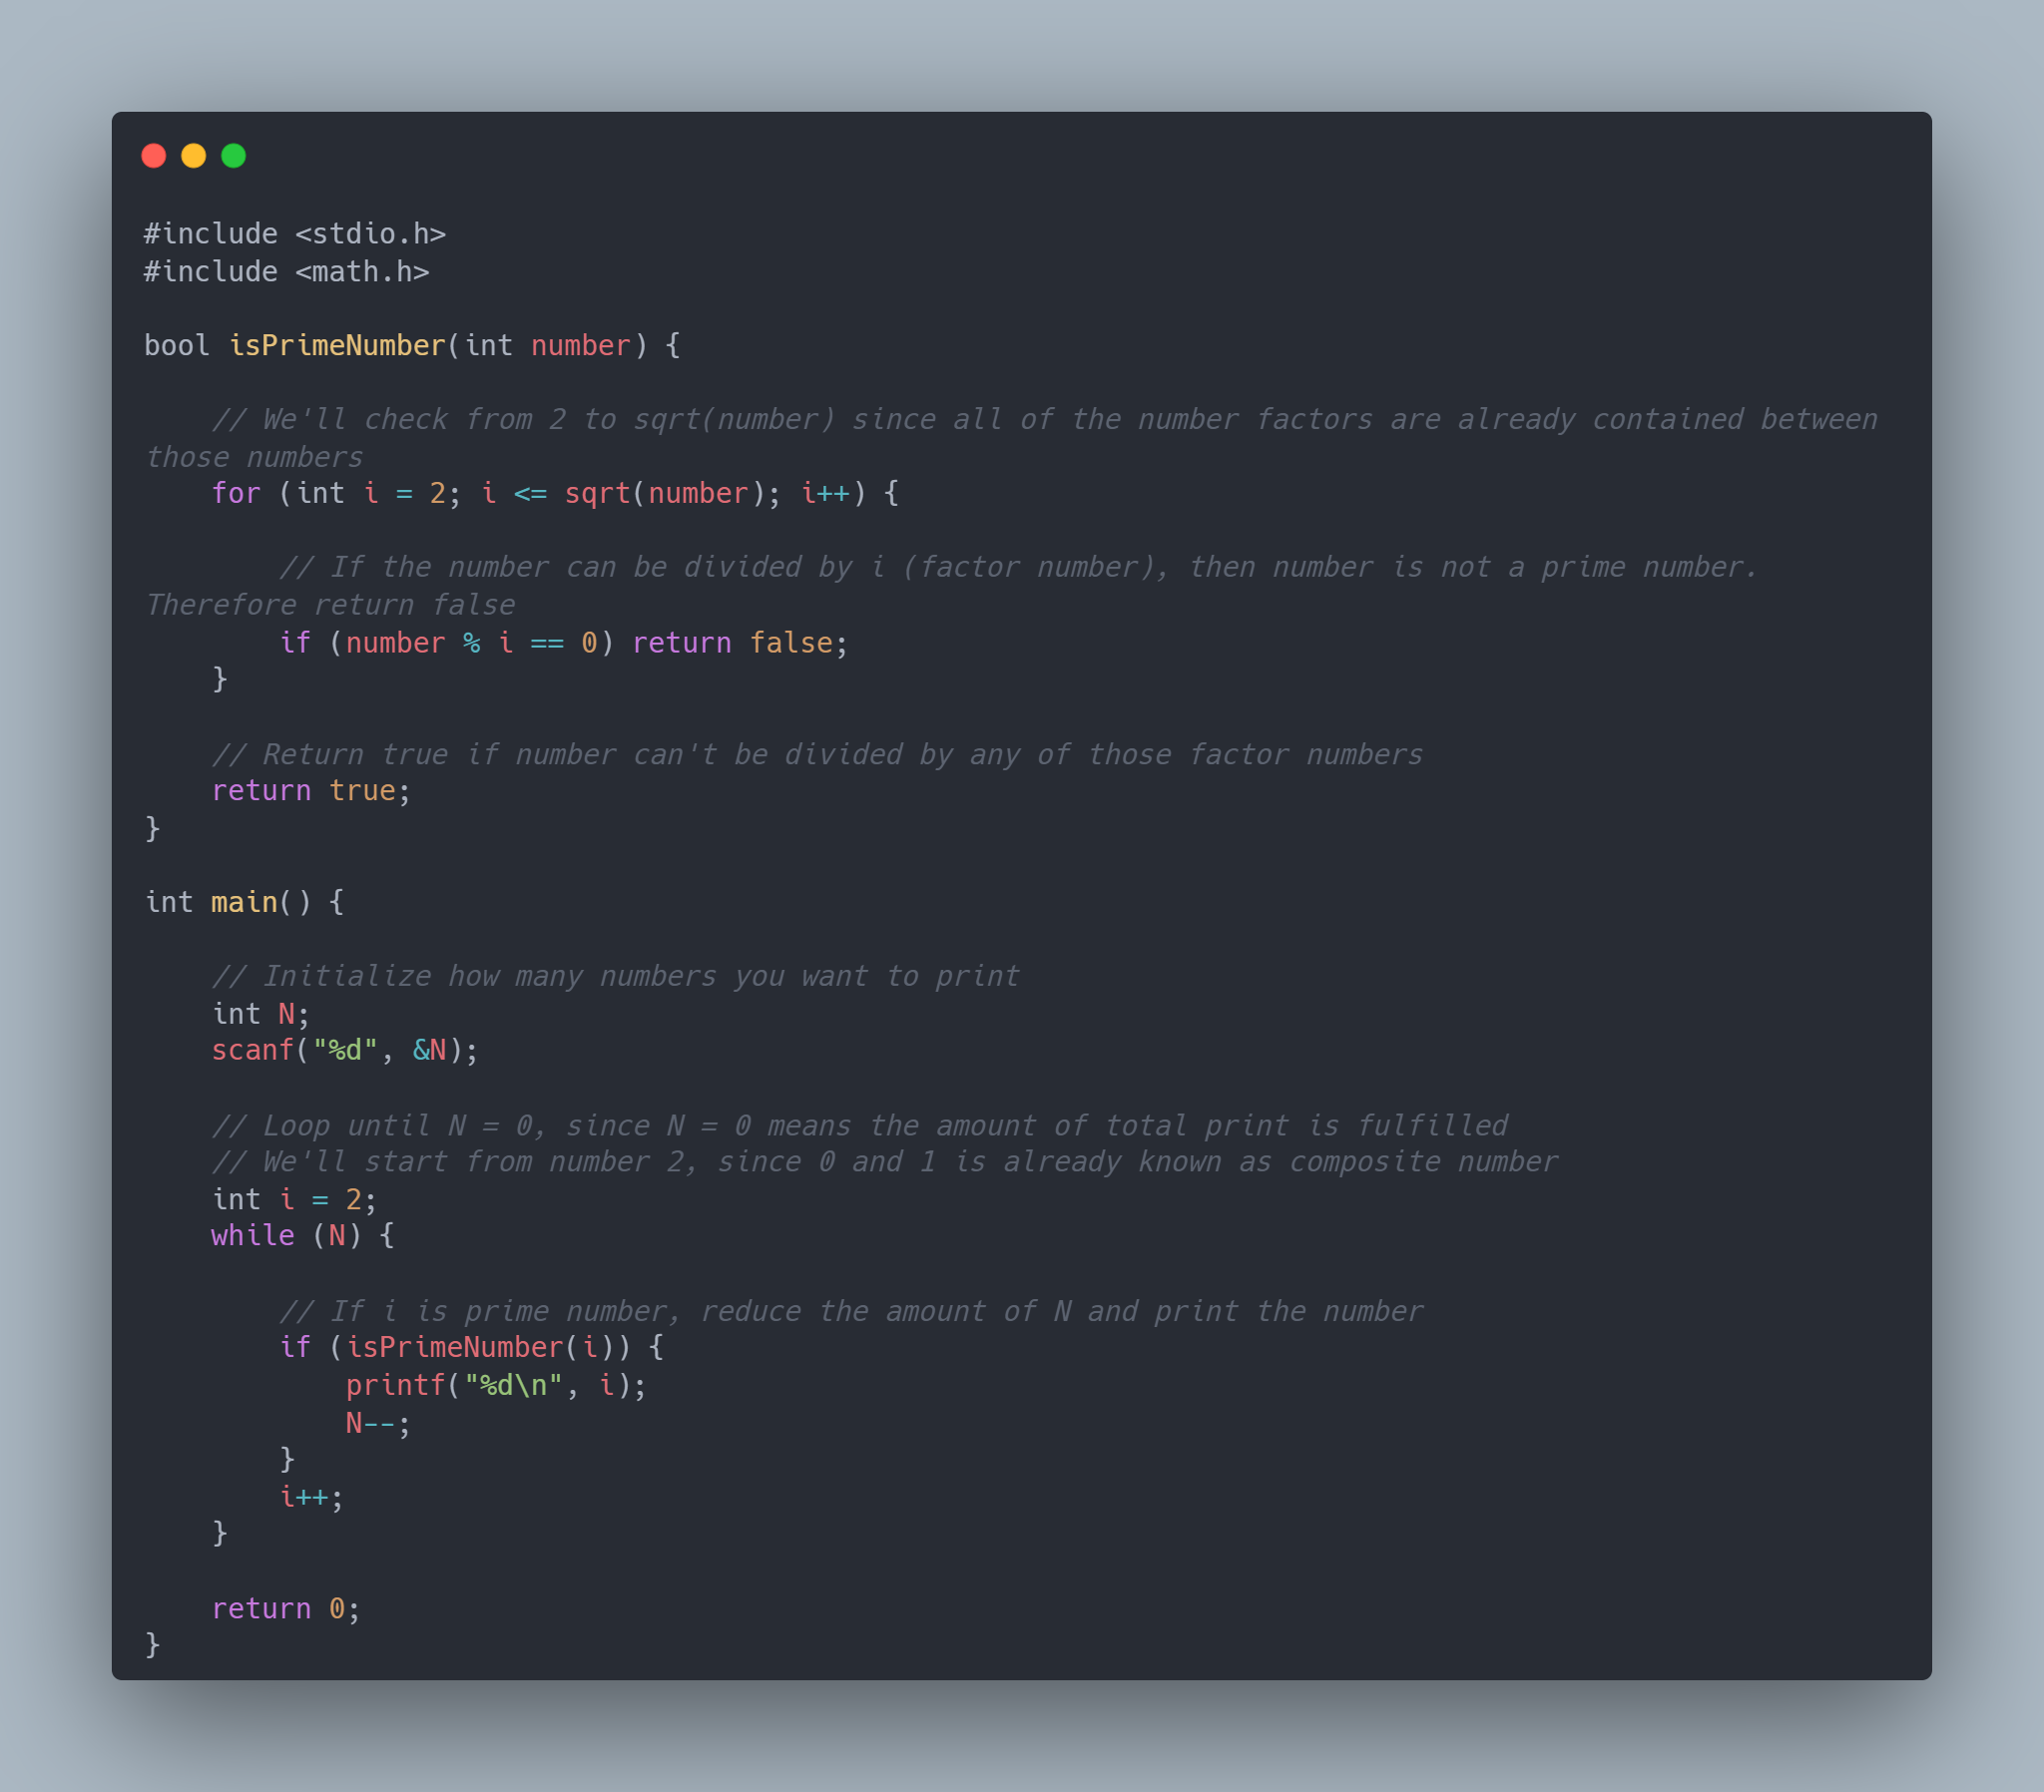 #include <stdio.h>
#include <math.h>
bool isPrimeNumber(int number) {
// We'll check from 2 to sqrt(number) since all of the number factors are already contained between
those numbers
for (int i = 2; i <= sqrt(number); i++) {
// If the number can be divided by i (factor number), then number is not a prime number.
Therefore return false
if (number % i == 0) return false;
}
// Return true if number can't be divided by any of those factor numbers
return true;
}
int main() {
// Initialize how many numbers you want to print
int N;
scanf("%d", &N);
// Loop until N = 0, since N = 0 means the amount of total print is fulfilled
// We'll start from number 2, since 0 and 1 is already known as composite number
int i = 2;
while (N) {
// If i is prime number, reduce the amount of N and print the number
if (isPrimeNumber(i)) {
printf("%d\n", i);
N--;
}
i++;
}
return 0;
}